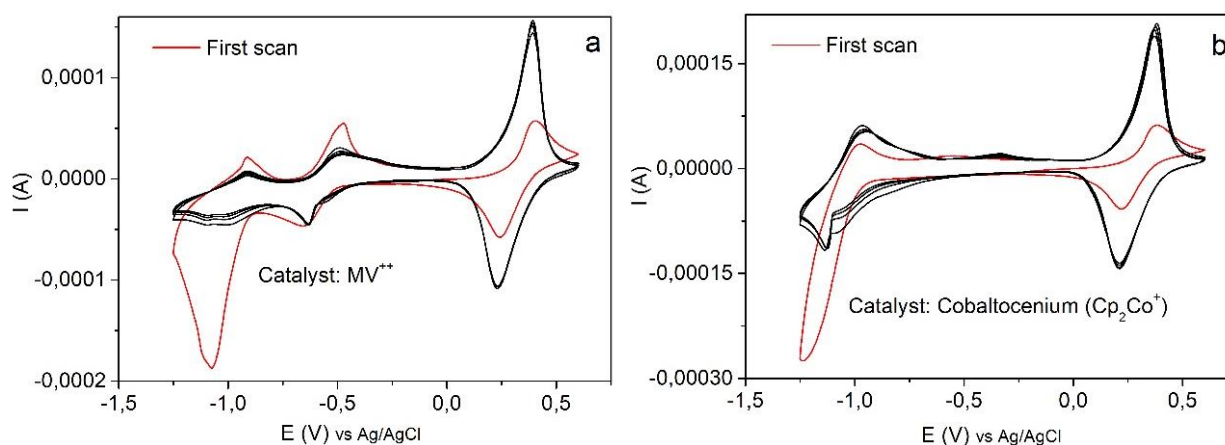 First scan
a
0,0001
0,0000
-0,0001
-0,0002
I (A)
Catalyst: MV⁺⁺
-1,5
-1,0
-0,5
0,0
0,5
E (V) vs Ag/AgCl
First scan
b
0,00015
0,00000
-0,00015
-0,00030
I (A)
Catalyst: Cobaltocenium (Cp₂Co⁺)
-1,5
-1,0
-0,5
0,0
0,5
E (V) vs Ag/AgCl